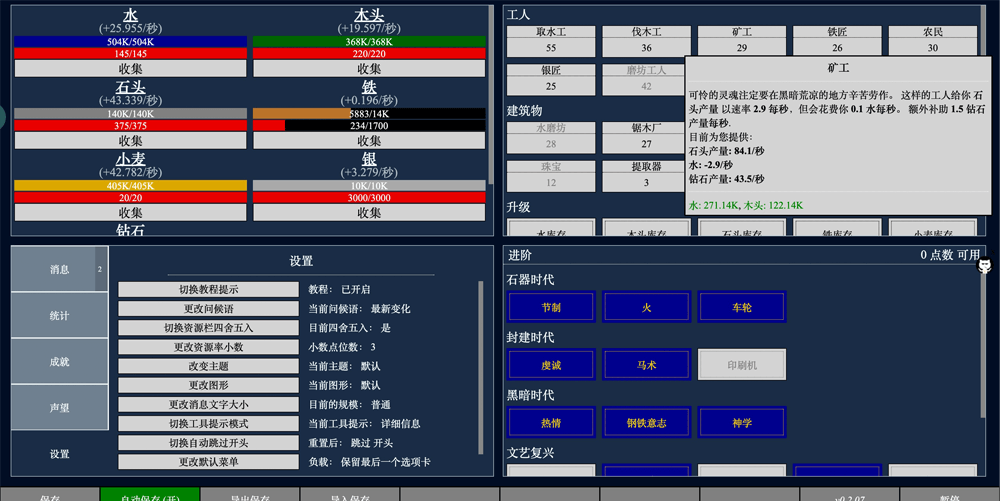 水
(+25.955/秒)
504K/504K
145/145
收集
木头
(+19.597/秒)
368K/368K
220/220
收集
石头
(+43.339/秒)
140K/140K
375/375
收集
铁
(+0.196/秒)
5883/14K
234/1700
收集
小麦
(+42.782/秒)
405K/405K
20/20
收集
银
(+3.279/秒)
10K/10K
3000/3000
收集
钻石
工人
取水工
55
伐木工
36
矿工
29
铁匠
26
农民
30
银匠
25
磨坊工人
42
建筑物
水磨坊
28
锯木厂
27
珠宝
12
提取器
3
升级
水库存
木头库存
石头库存
铁库存
小麦库存
矿工
可怜的灵魂注定要在黑暗荒凉的地方辛苦劳作。 这样的工人给你 石
头产量 以速率 2.9 每秒，但会花费你 0.1 水每秒。 额外补助 1.5 钻石
产量每秒.
目前为您提供：
石头产量: 84.1/秒
水: -2.9/秒
钻石产量: 43.5/秒
水: 271.14K, 木头: 122.14K
消息
2
统计
成就
声望
设置
设置
切换教程提示
教程： 已开启
更改问候语
当前问候语： 最新变化
切换资源栏四舍五入
目前四舍五入： 是
更改资源率小数
小数点位数： 3
改变主题
当前主题： 默认
更改图形
当前图形： 默认
更改消息文字大小
目前的规模： 普通
切换工具提示模式
当前工具提示： 详细信息
切换自动跳过开头
重置后： 跳过 开头
更改默认菜单
负载： 保留最后一个选项卡
进阶
0 点数 可用
石器时代
节制
火
车轮
封建时代
虔诚
马术
印刷机
黑暗时代
热情
钢铁意志
神学
文艺复兴
保存
自动保存 (开)
导出保存
导入保存
v0.2.07
暂停